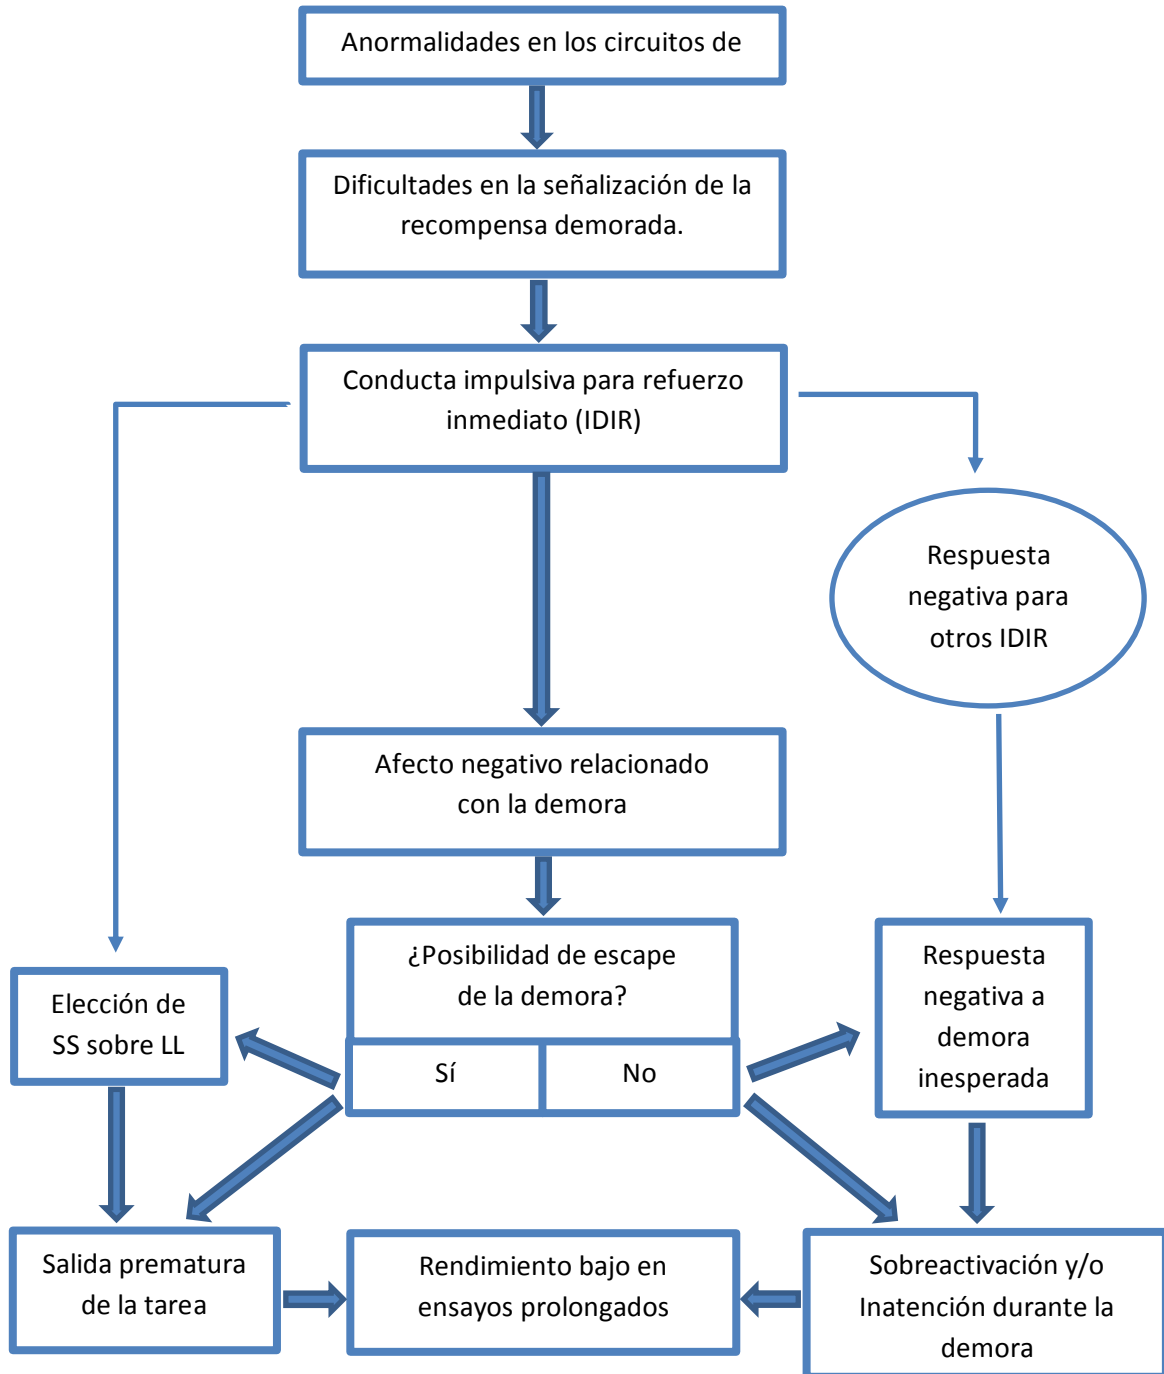 Anormalidades en los circuitos de
Dificultades en la señalización de la
recompensa demorada.
Conducta impulsiva para refuerzo
inmediato (IDIR)
Respuesta
negativa para
otros IDIR
Afecto negativo relacionado
con la demora
¿Posibilidad de escape
de la demora?
Sí
No
Elección de
SS sobre LL
Respuesta
negativa a
demora
inesperada
Salida prematura
de la tarea
Rendimiento bajo en
ensayos prolongados
Sobreactivación y/o
Inatención durante la
demora